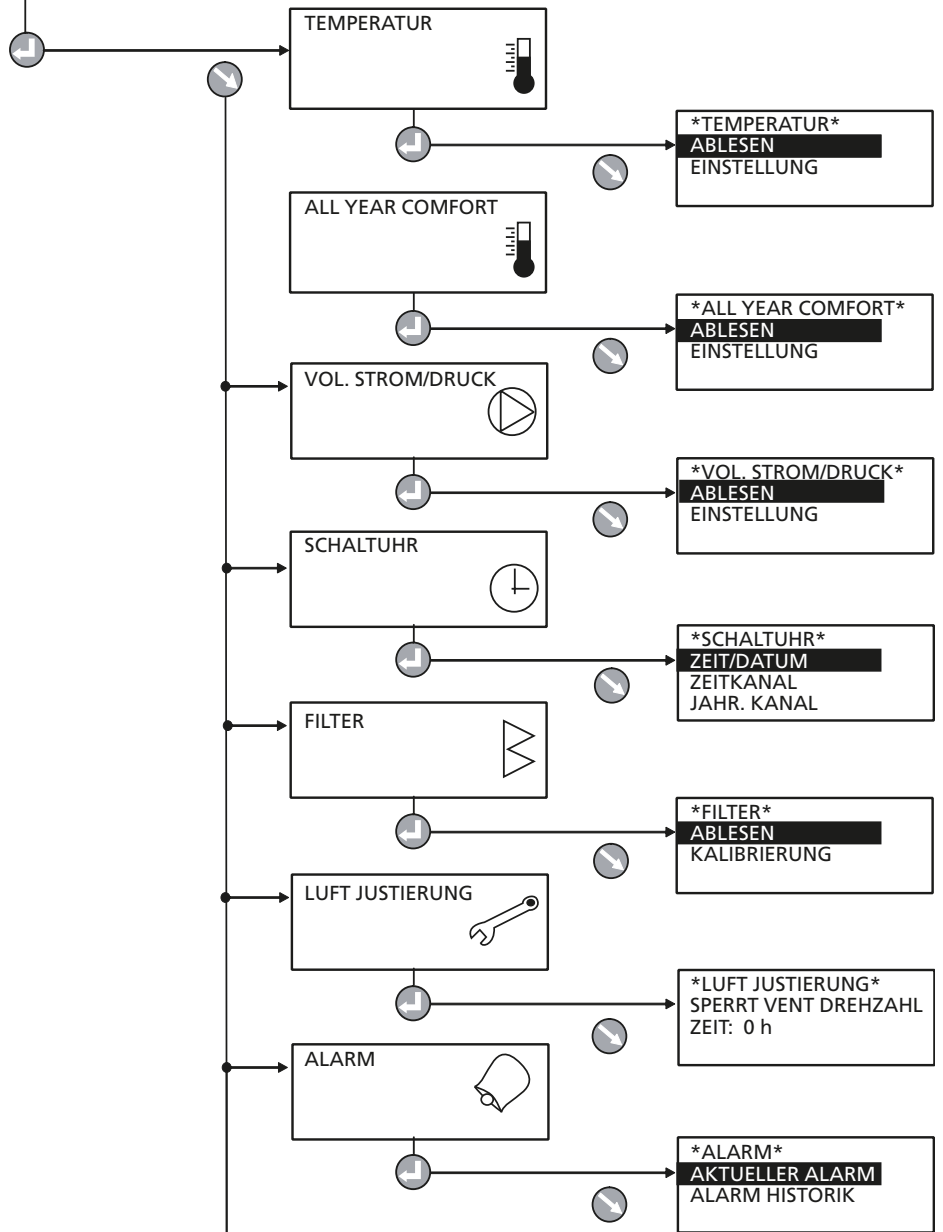 TEMPERATUR
*TEMPERATUR*
ABLESEN
EINSTELLUNG
ALL YEAR COMFORT
*ALL YEAR COMFORT*
ABLESEN
EINSTELLUNG
VOL. STROM/DRUCK
*VOL. STROM/DRUCK*
ABLESEN
EINSTELLUNG
SCHALTUHR
*SCHALTUHR*
ZEIT/DATUM
ZEITKANAL
JAHR. KANAL
FILTER
*FILTER*
ABLESEN
KALIBRIERUNG
LUFT JUSTIERUNG
*LUFT JUSTIERUNG*
SPERRT VENT DREHZAHL
ZEIT: 0 h
ALARM
*ALARM*
AKTUELLER ALARM
ALARM HISTORIK